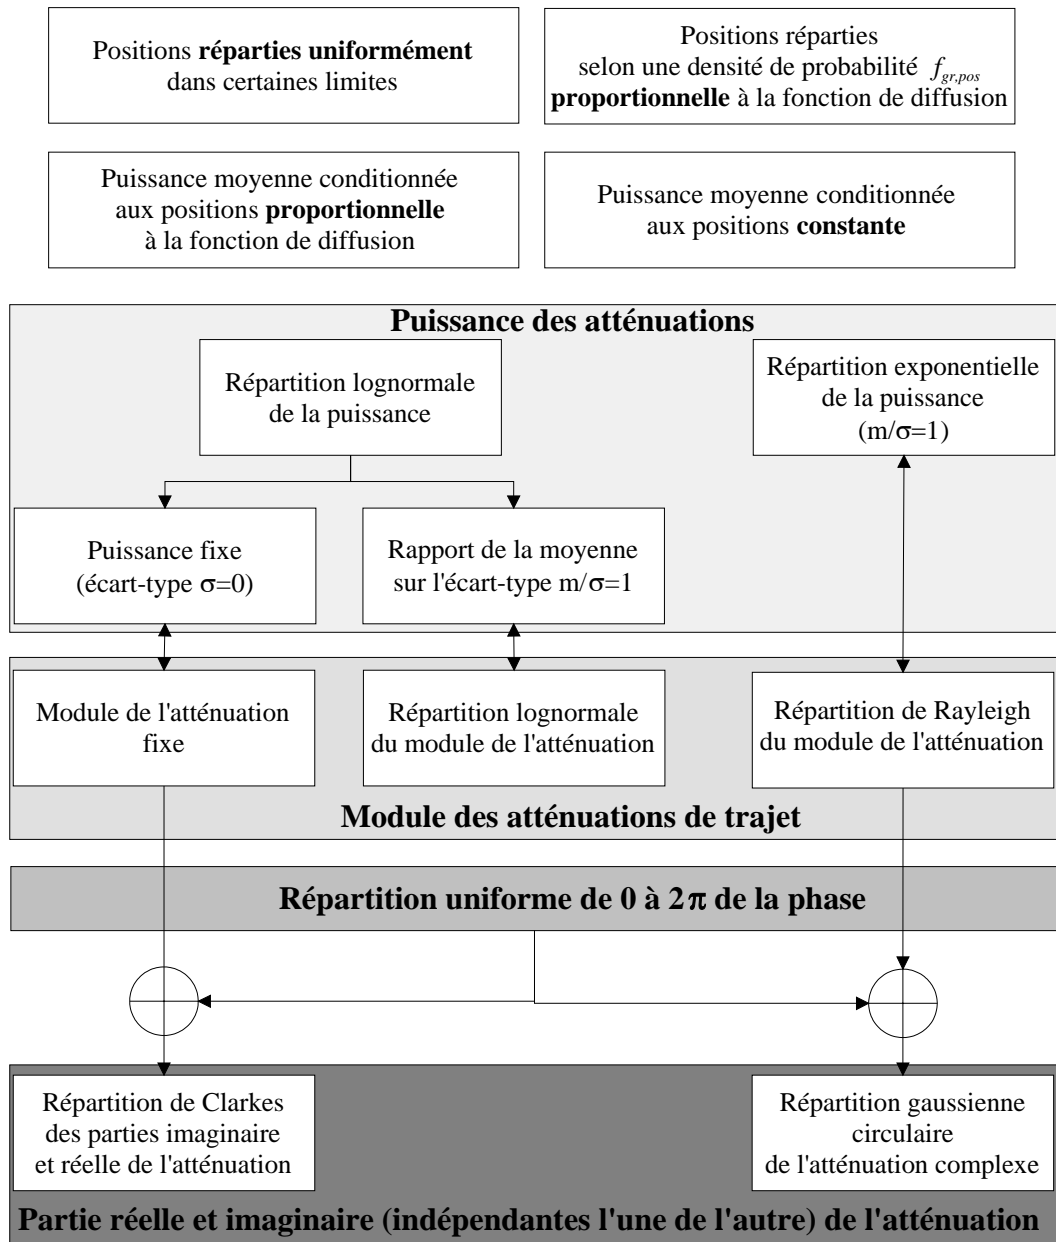 Positions réparties uniformément
dans certaines limites
Positions réparties
selon une densité de probabilité f_gr,pos
proportionnelle à la fonction de diffusion
Puissance moyenne conditionnée
aux positions proportionnelle
à la fonction de diffusion
Puissance moyenne conditionnée
aux positions constante
Puissance des atténuations
Répartition lognormale
de la puissance
Répartition exponentielle
de la puissance
(m/σ=1)
Puissance fixe
(écart-type σ=0)
Rapport de la moyenne
sur l'écart-type m/σ=1
Module de l'atténuation
fixe
Répartition lognormale
du module de l'atténuation
Répartition de Rayleigh
du module de l'atténuation
Module des atténuations de trajet
Répartition uniforme de 0 à 2π de la phase
Répartition de Clarkes
des parties imaginaire
et réelle de l'atténuation
Répartition gaussienne
circulaire
de l'atténuation complexe
Partie réelle et imaginaire (indépendantes l'une de l'autre) de l'atténuation